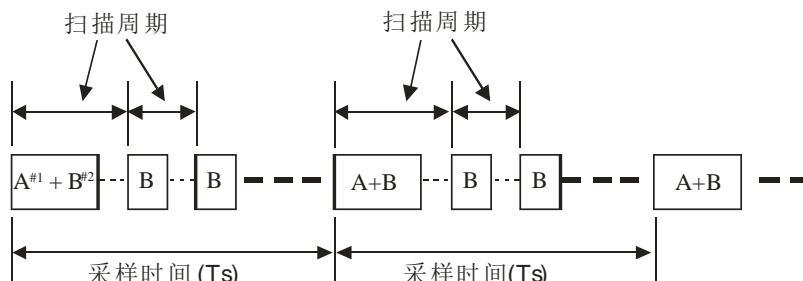 扫描周期 扫描周期
A#1 + B#2 B B A+B B B A+B
采样时间 (Ts) 采样时间(Ts)